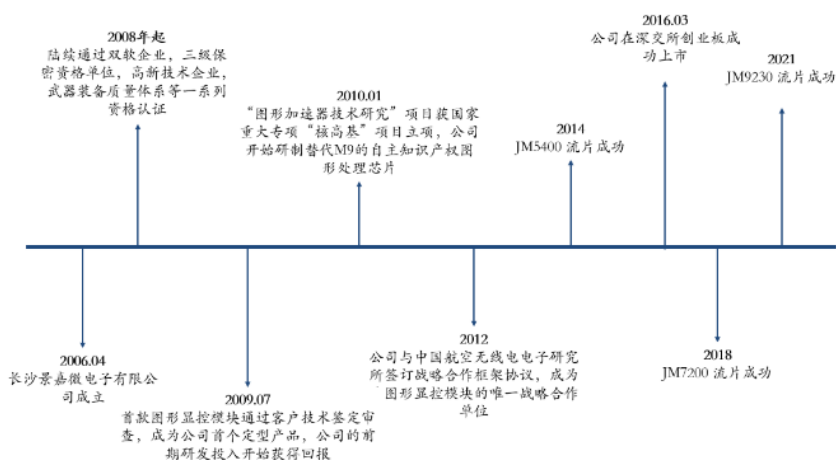 2008年起
陆续通过双软企业，三级保
密资格单位，高新技术企业，
武器装备质量体系等一系列
资格认证
2010.01
“图形加速器技术研究”项目获国家
重大专项“核高基”项目立项，公司
开始研制替代M9的自主知识产权图
形处理芯片
2014
JM5400 流片成功
2016.03
公司在深交所创业板成
功上市
2021
JM9230 流片成功
2006.04
长沙景嘉微电子有限公
司成立
2009.07
首款图形显控模块通过客户技术鉴定审
查，成为公司首个定型产品，公司的前
期研发投入开始获得回报
2012
公司与中国航空无线电电子研究
所签订战略合作框架协议，成为
图形显控模块的唯一战略合作
单位
2018
JM7200 流片成功